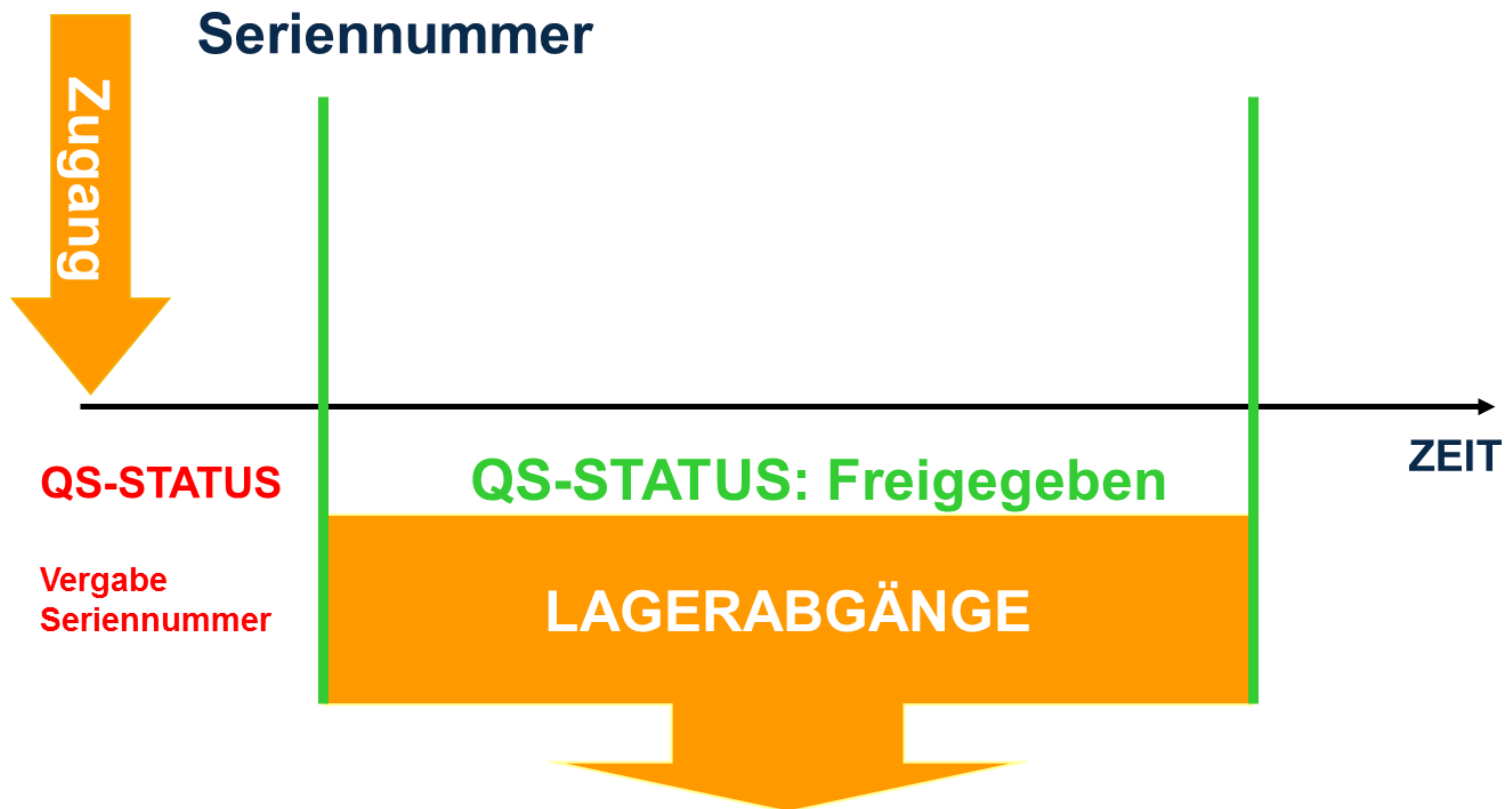 Seriennummer
Zugang
ZEIT
QS-STATUS
QS-STATUS: Freigegeben
Vergabe
Seriennummer
LAGERABGÄNGE